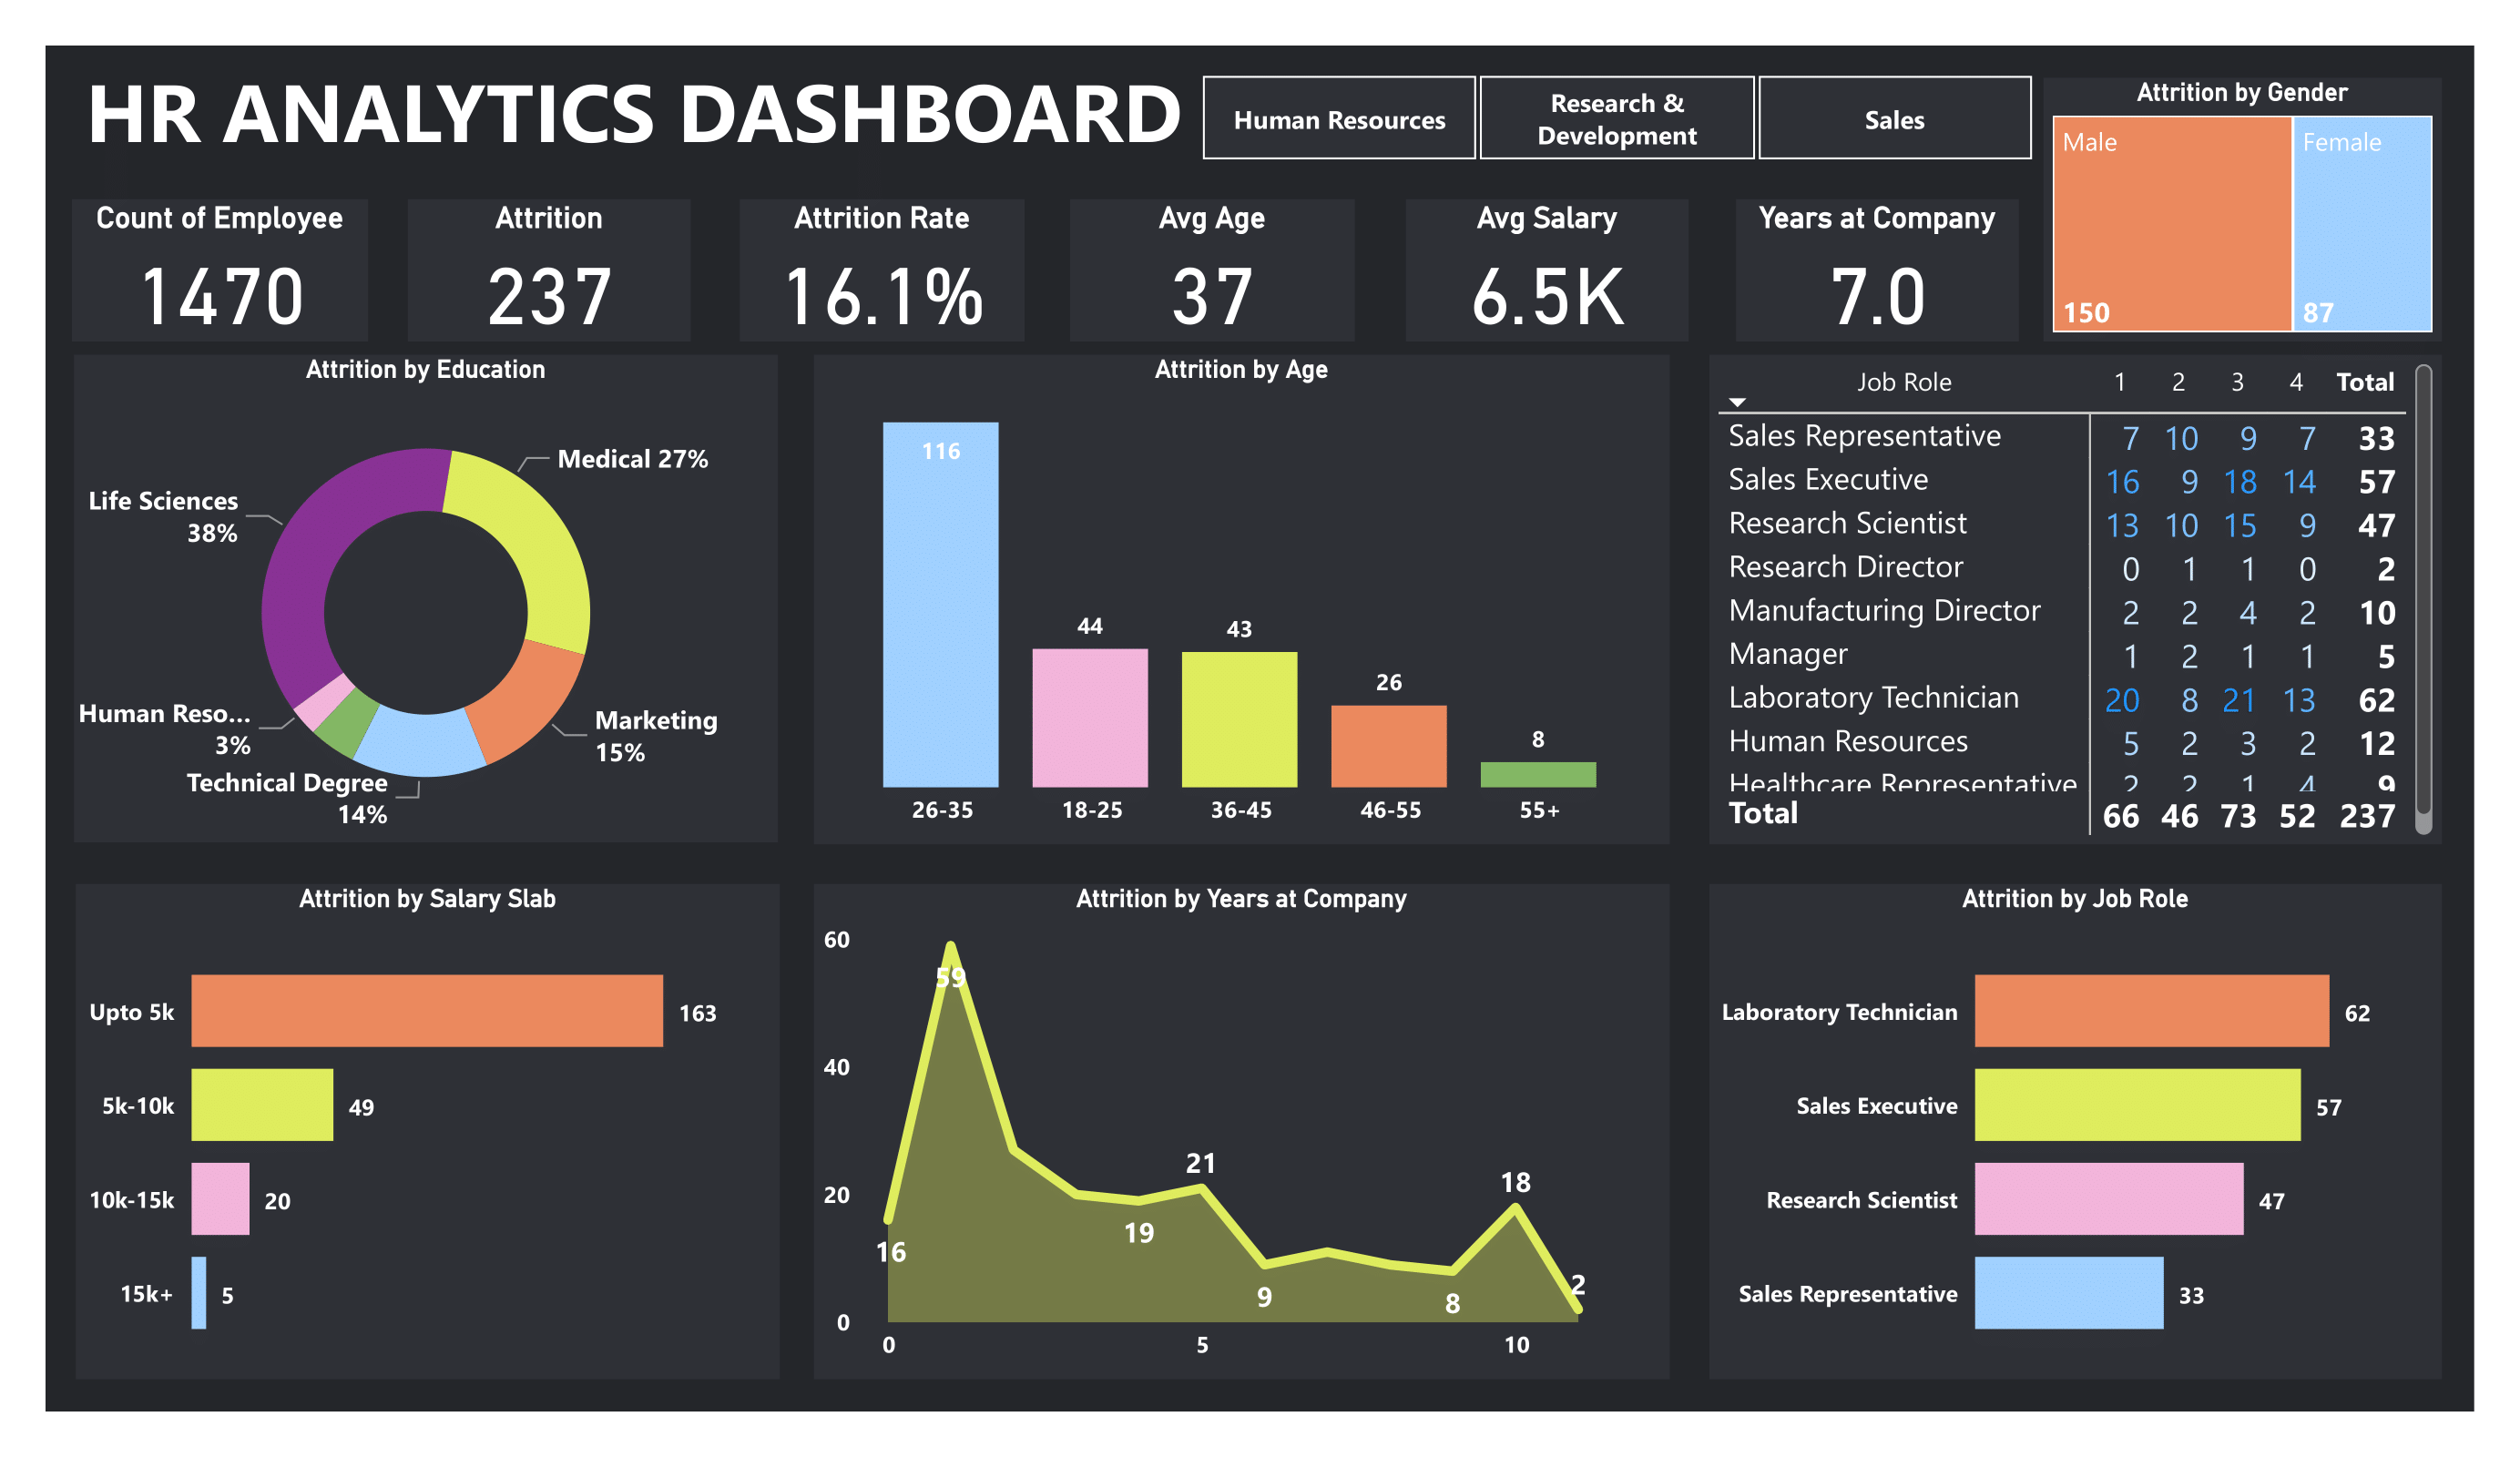 HR ANALYTICS DASHBOARD
Human Resources
Research &
Development
Sales
Attrition by Gender
Male
Female
150
87
Count of Employee
1470
Attrition
237
Attrition Rate
16.1%
Avg Age
37
Avg Salary
6.5K
Years at Company
7.0
Attrition by Education
Medical 27%
Life Sciences
38%
Human Reso...
3%
Technical Degree
14%
Marketing
15%
Attrition by Age
116
44
43
26
8
26-35
18-25
36-45
46-55
55+
Job Role 1 2 3 4 Total
Sales Representative 7 10 9 7 33
Sales Executive 16 9 18 14 57
Research Scientist 13 10 15 9 47
Research Director 0 1 1 0 2
Manufacturing Director 2 2 4 2 10
Manager 1 2 1 1 5
Laboratory Technician 20 8 21 13 62
Human Resources 5 2 3 2 12
Healthcare Representative 2 2 1 4 9
Total 66 46 73 52 237
Attrition by Salary Slab
Upto 5k 163
5k-10k 49
10k-15k 20
15k+ 5
Attrition by Years at Company
60
40
20
0
16
59
19
21
9
8
18
2
0
5
10
Attrition by Job Role
Laboratory Technician 62
Sales Executive 57
Research Scientist 47
Sales Representative 33